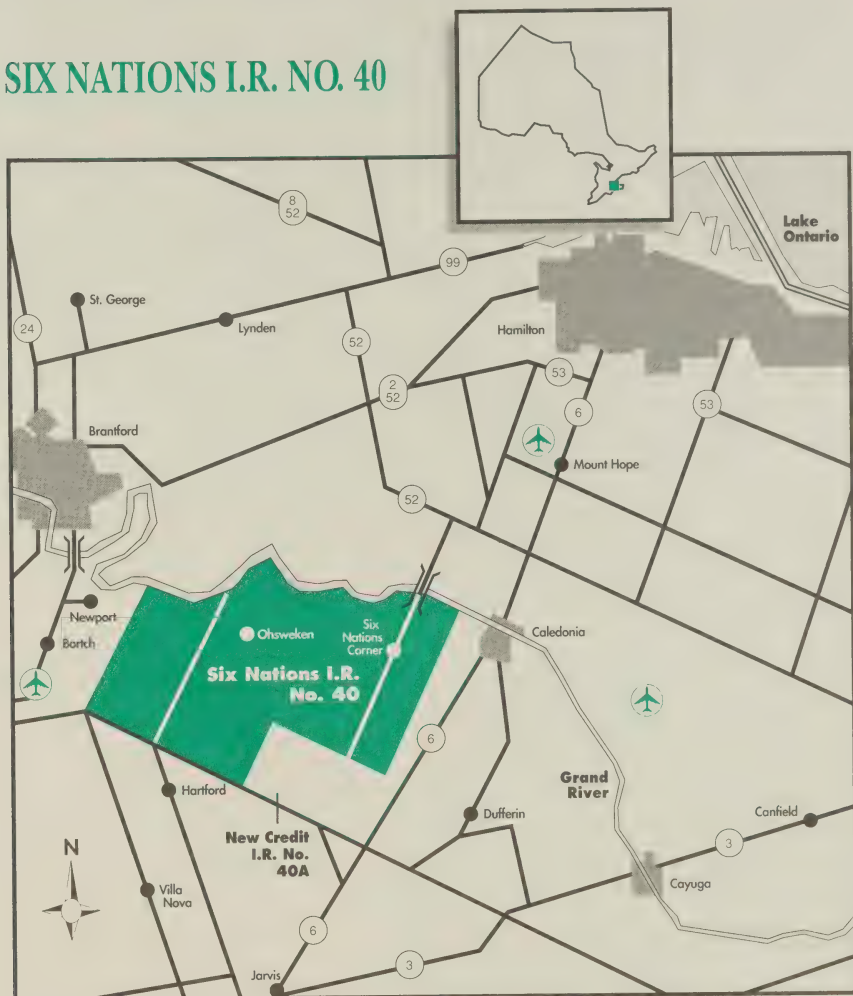 SIX NATIONS I.R. NO. 40
Lake
Ontario
8
52
99
St. George
24
Lynden
52
Hamilton
2
52
53
6
53
Brantford
Mount Hope
52
Newport
Bortch
Ohsweken
Six
Nations
Corner
Caledonia
Six Nations I.R.
No. 40
6
Hartford
Grand
River
Dufferin
Canfield
New Credit
I.R. No.
40A
3
N
Villa
Nova
Cayuga
6
3
Jarvis